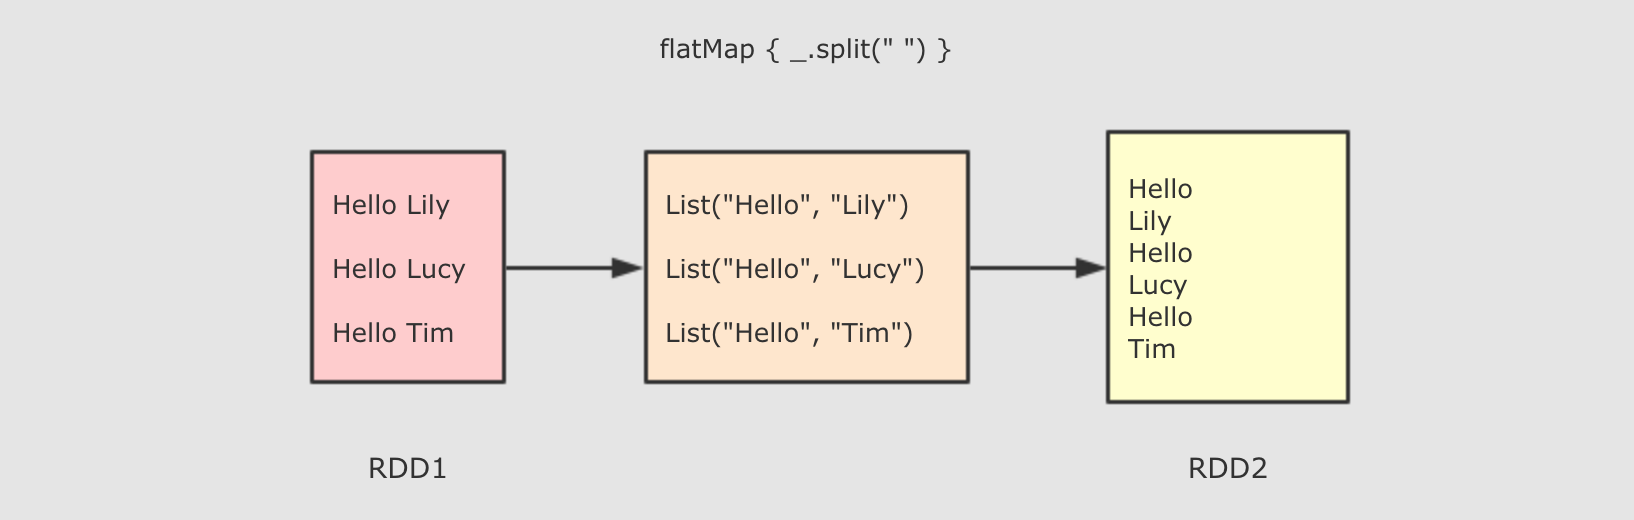 flatMap { _.split(" ") }
Hello Lily
Hello Lucy
Hello Tim
List("Hello", "Lily")
List("Hello", "Lucy")
List("Hello", "Tim")
Hello
Lily
Hello
Lucy
Hello
Tim
RDD1
RDD2